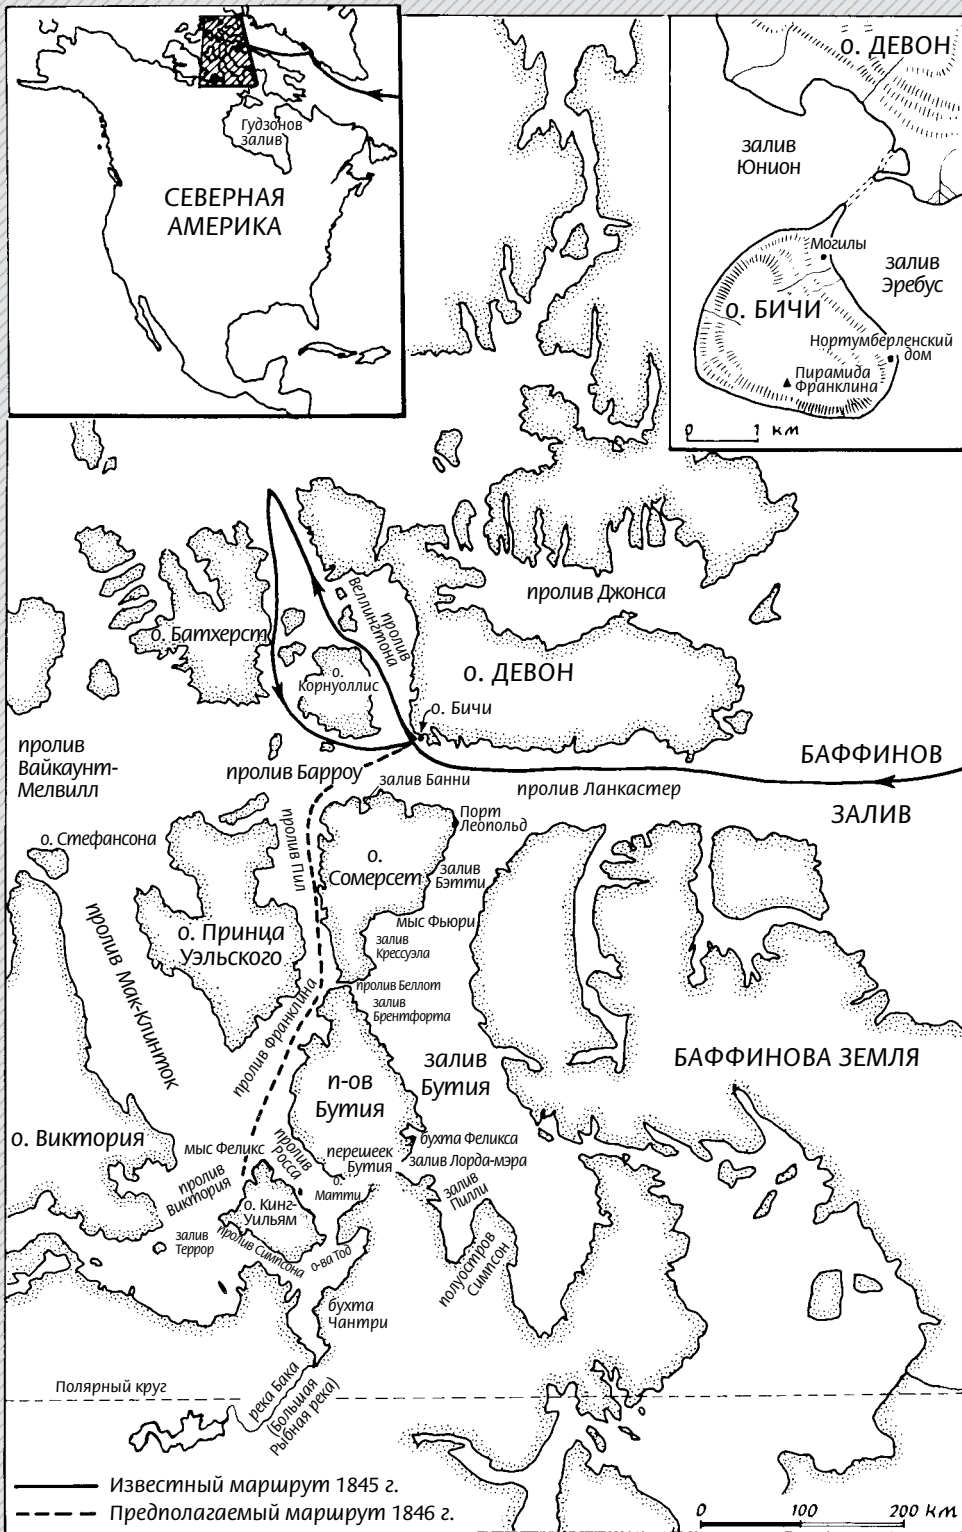 Гудзонов
залив
СЕВЕРНАЯ
АМЕРИКА
о. ДЕВОН
залив
Юнион
Могилы
залив
Эребус
о. БИЧИ
Нортумберленский
дом
Пирамида
Франклина
0 1 км
пролив Джонса
пролив
Веллингтона
о. Батхерст
о.
Корнуоллис
о. ДЕВОН
о. Бичи
пролив
Вайкаунт-
Мелвилл
пролив Барроу
залив Банни
БАФФИНОВ
ЗАЛИВ
пролив Ланкастер
Порт
Леопольд
о. Стефансона
пролив Пил
о.
Сомерсет
залив
Бэтти
мыс Фьюри
залив
Крессуэла
пролив Мак-Клинток
о. Принца
Уэльского
пролив Беллот
залив
Брентфорта
пролив Франклина
залив
Бутия
БАФФИНОВА ЗЕМЛЯ
п-ов
Бутия
о. Виктория
мыс Феликс
пролив
Росса
перешеек
Бутия
бухта Феликса
залив Лорда-мэра
пролив
Виктория
о.
Матти
залив
Пилли
о. Кинг-
Уильям
залив
Террор
пролив Симпсона
о-ва Тод
полуостров
Симпсон
бухта
Чантри
Полярный круг
река Бака
(Большая
Рыбная река)
Известный маршрут 1845 г.
Предполагаемый маршрут 1846 г.
0 100 200 км